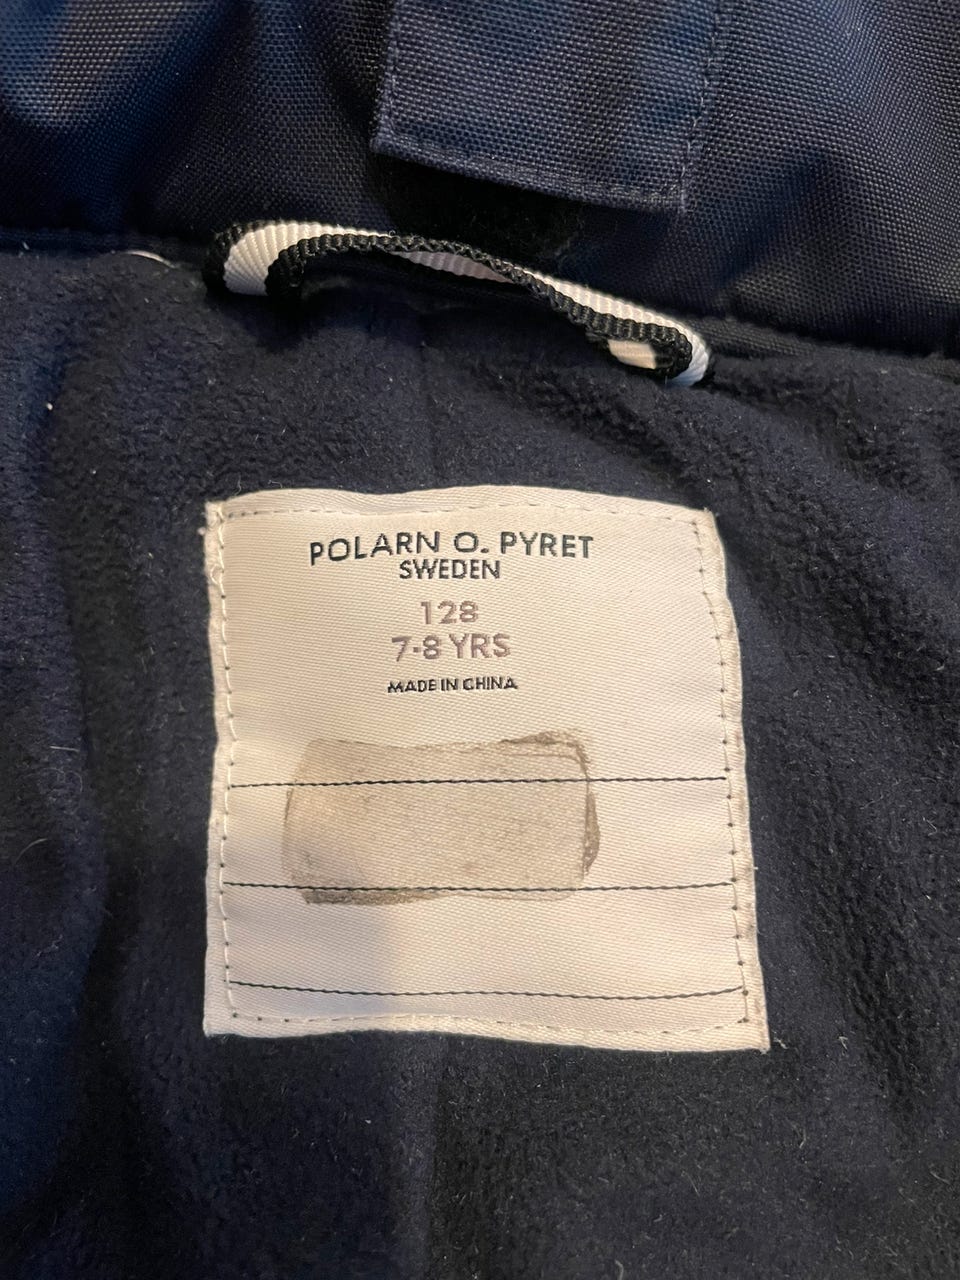 POLARN O. PYRET
SWEDEN
128
7-8 YRS
MADE IN CHINA